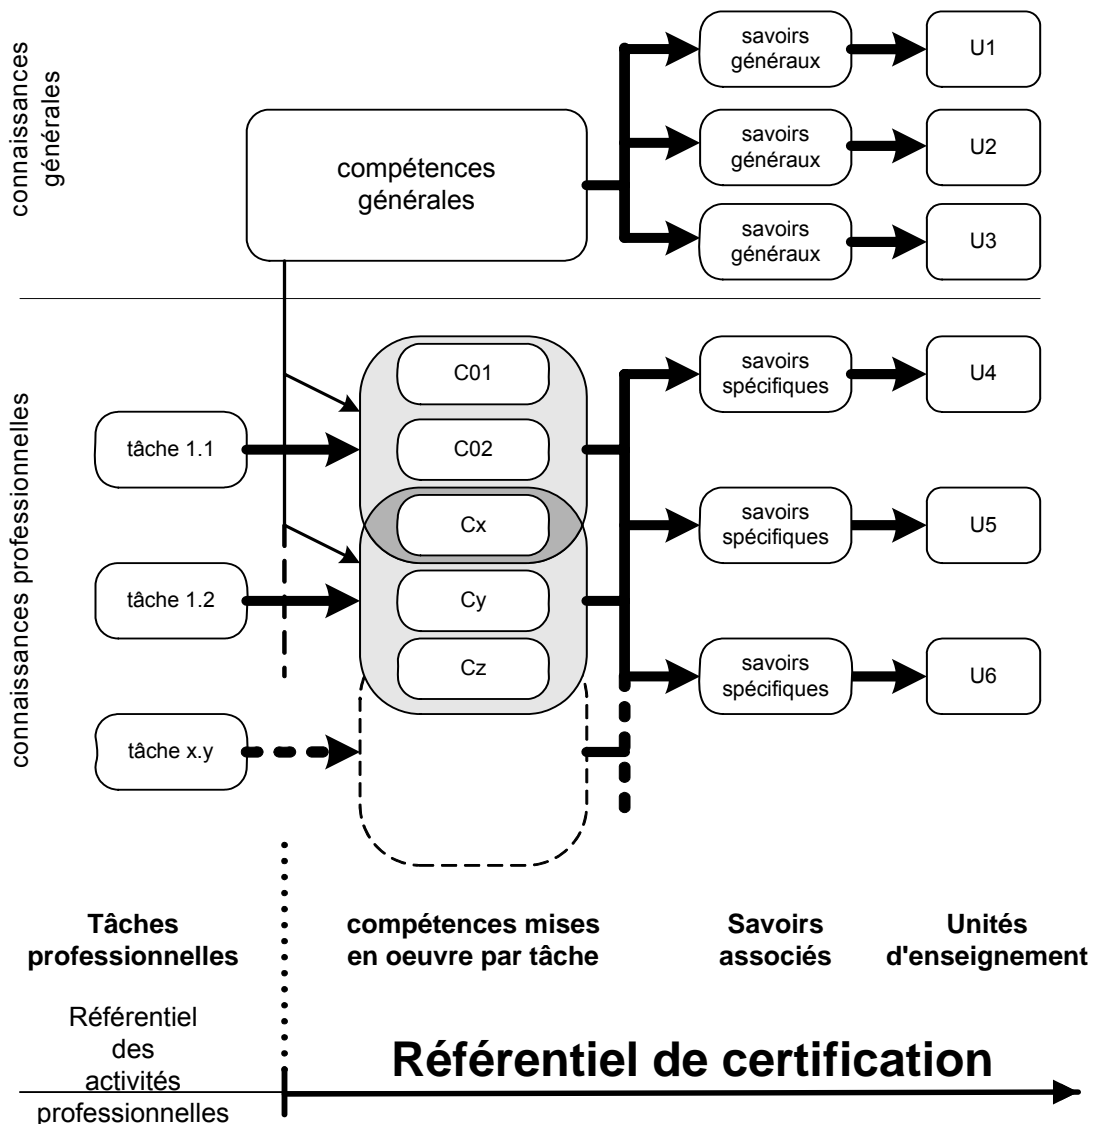 connaissances
générales
compétences
générales
savoirs
généraux
U1
savoirs
généraux
U2
savoirs
généraux
U3
connaissances professionnelles
tâche 1.1
tâche 1.2
tâche x.y
C01
C02
Cx
Cy
Cz
savoirs
spécifiques
U4
savoirs
spécifiques
U5
savoirs
spécifiques
U6
Tâches
professionnelles
compétences mises
en oeuvre par tâche
Savoirs
associés
Unités
d'enseignement
Référentiel
des
activités
professionnelles
Référentiel de certification